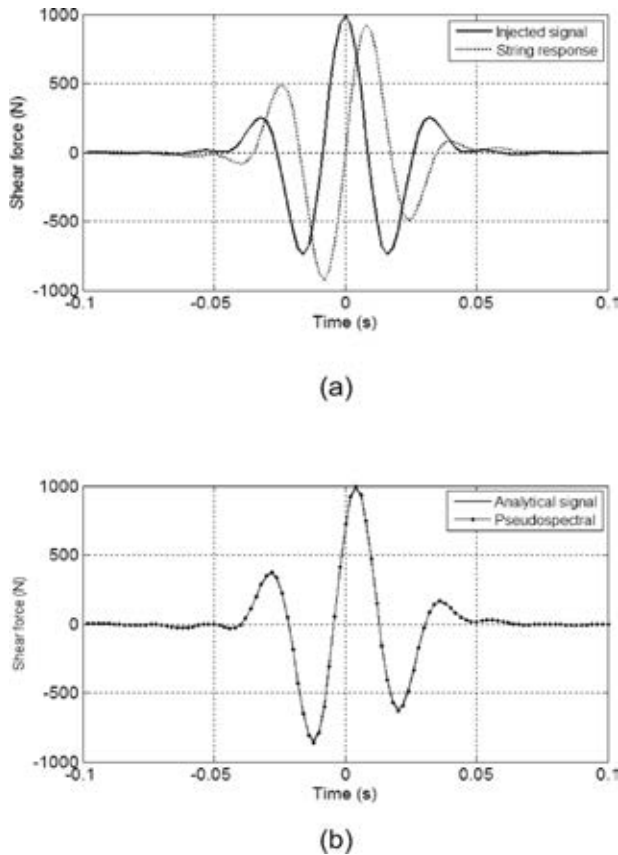 1000
500
0
-500
-1000
Shear force (N)
Injected signal
String response
-0.1
-0.05
0
0.05
0.1
Time (s)
(a)
1000
500
0
-500
-1000
Shear force (N)
Analytical signal
Pseudospectral
-0.1
-0.05
0
0.05
0.1
Time (s)
(b)